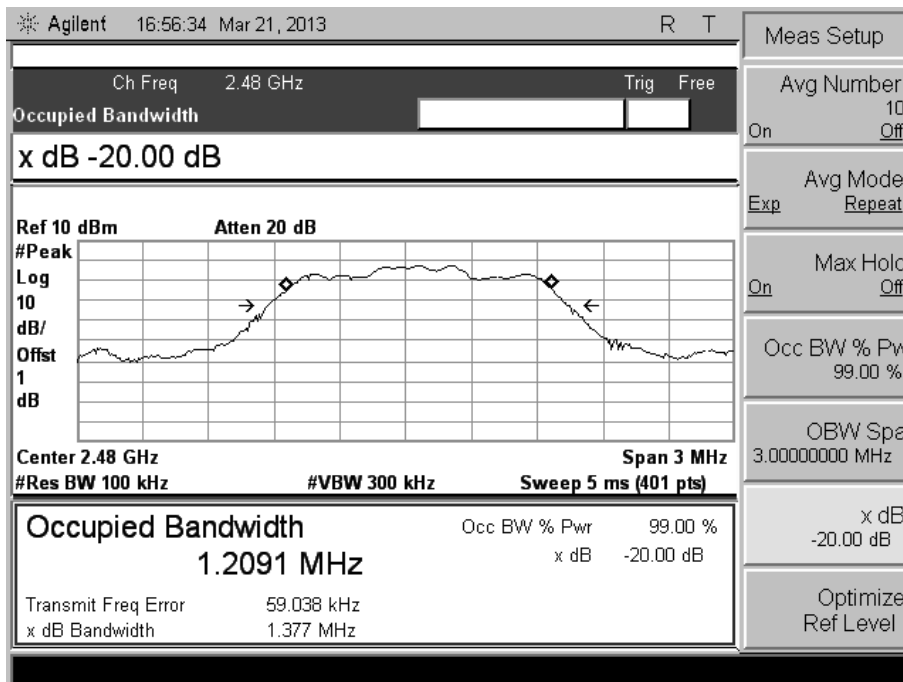 Agilent 16:56:34 Mar 21, 2013 R T
Ch Freq 2.48 GHz Trig Free
Occupied Bandwidth
x dB -20.00 dB
Ref 10 dBm Atten 20 dB
#Peak
Log
10
dB/
Offst
1
dB
Center 2.48 GHz Span 3 MHz
#Res BW 100 kHz #VBW 300 kHz Sweep 5 ms (401 pts)
Occupied Bandwidth Occ BW % Pwr 99.00 %
1.2091 MHz x dB -20.00 dB
Transmit Freq Error 59.038 kHz
x dB Bandwidth 1.377 MHz
Meas Setup
Avg Number
10
On Off
Avg Mode
Exp Repeat
Max Hold
On Off
Occ BW % Pw
99.00 %
OBW Spa
3.00000000 MHz
x dB
-20.00 dB
Optimize
Ref Level